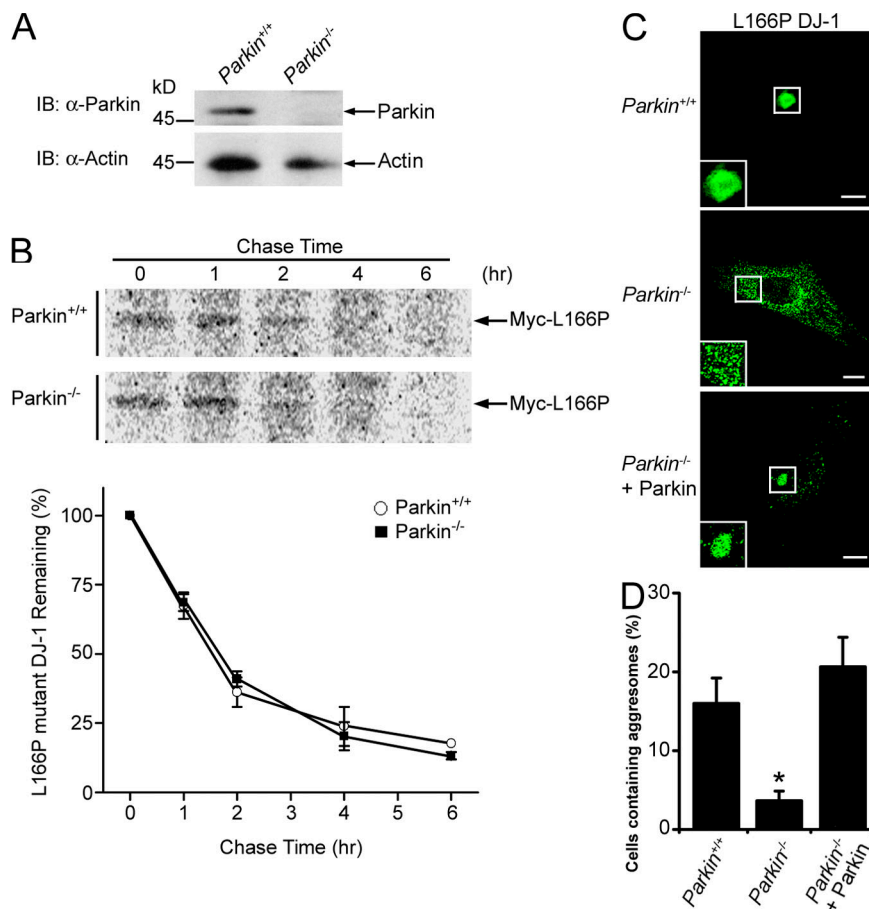 A
Parkin+/+ Parkin-/-
kD
IB: α-Parkin 45 Parkin
IB: α-Actin 45 Actin
B
Chase Time
0 1 2 4 6 (hr)
Parkin+/+ Myc-L166P
Parkin-/- Myc-L166P
L166P mutant DJ-1 Remaining (%)
100
75
50
25
0
Parkin+/+
Parkin-/-
0 1 2 3 4 5 6
Chase Time (hr)
C
L166P DJ-1
Parkin+/+
Parkin-/-
Parkin-/-
+ Parkin
D
Cells containing aggresomes (%)
30
20
10
0
*
Parkin+/+
Parkin-/-
Parkin-/-
+ Parkin